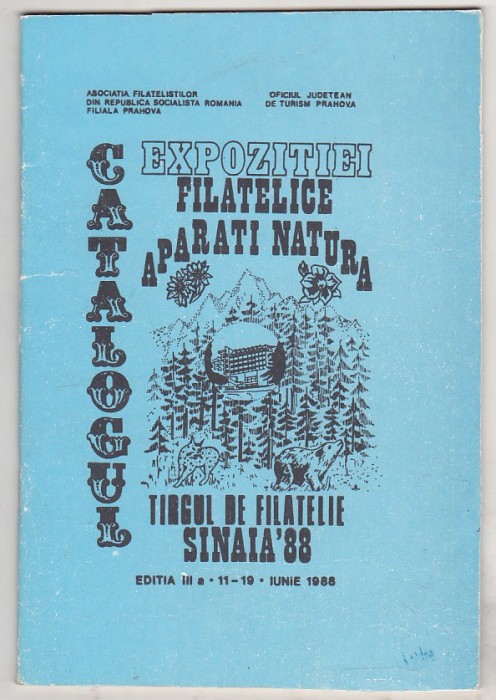 ASOCIATIA FILATELISTILOR
DIN REPUBLICA SOCIALISTA ROMANIA
FILIALA PRAHOVA
OFICIUL JUDETEAN
DE TURISM PRAHOVA
CATALOGUL
EXPOZITIEI
FILATELICE
APARATI NATURA
TIRGUL DE FILATELIE
SINAIA'88
EDITIA III a • 11-19 • IUNIE 1988